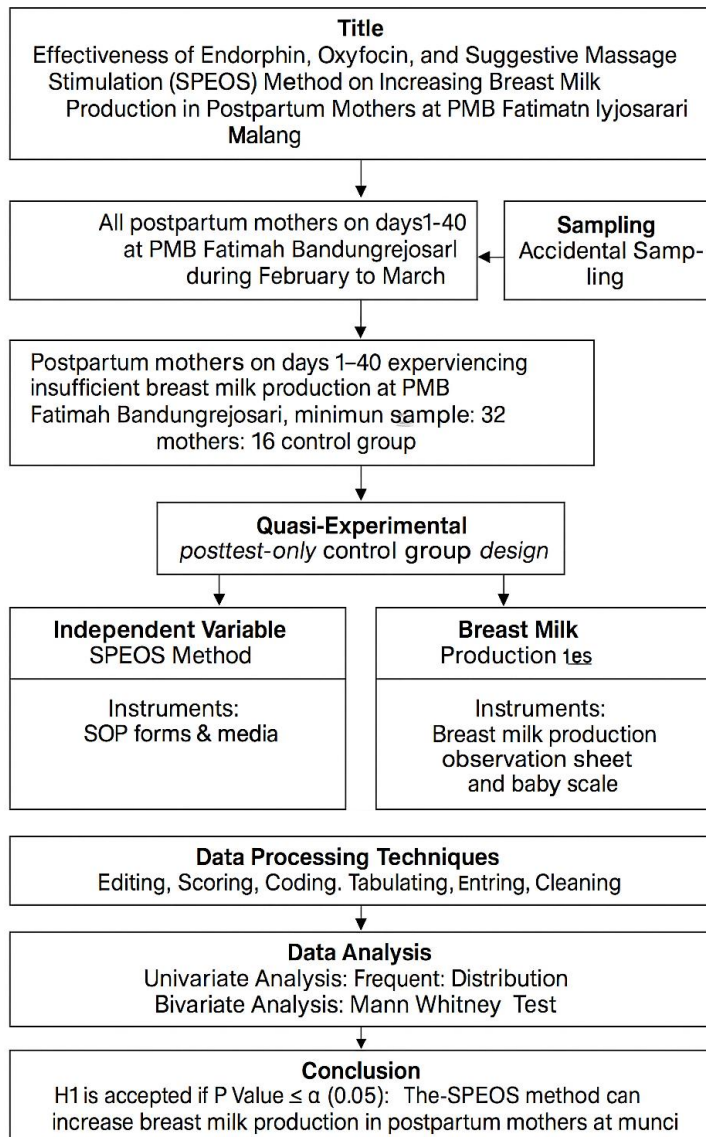 Title
Effectiveness of Endorphin, Oxyfocin, and Suggestive Massage
Stimulation (SPEOS) Method on Increasing Breast Milk
Production in Postpartum Mothers at PMB Fatimatn lyjosarari
Malang
All postpartum mothers on days1-40
at PMB Fatimah Bandungrejosarl
during February to March
Sampling
Accidental Samp-
ling
Postpartum mothers on days 1–40 experviencing
insufficient breast milk production at PMB
Fatimah Bandungrejosari, minimun sample: 32
mothers: 16 control group
Quasi-Experimental
posttest-only control group design
Independent Variable
SPEOS Method
Instruments:
SOP forms & media
Breast Milk
Production 1es
Instruments:
Breast milk production
observation sheet
and baby scale
Data Processing Techniques
Editing, Scoring, Coding. Tabulating, Entring, Cleaning
Data Analysis
Univariate Analysis: Frequent: Distribution
Bivariate Analysis: Mann Whitney Test
Conclusion
H1 is accepted if P Value ≤ α (0.05): The-SPEOS method can
increase breast milk production in postpartum mothers at munci